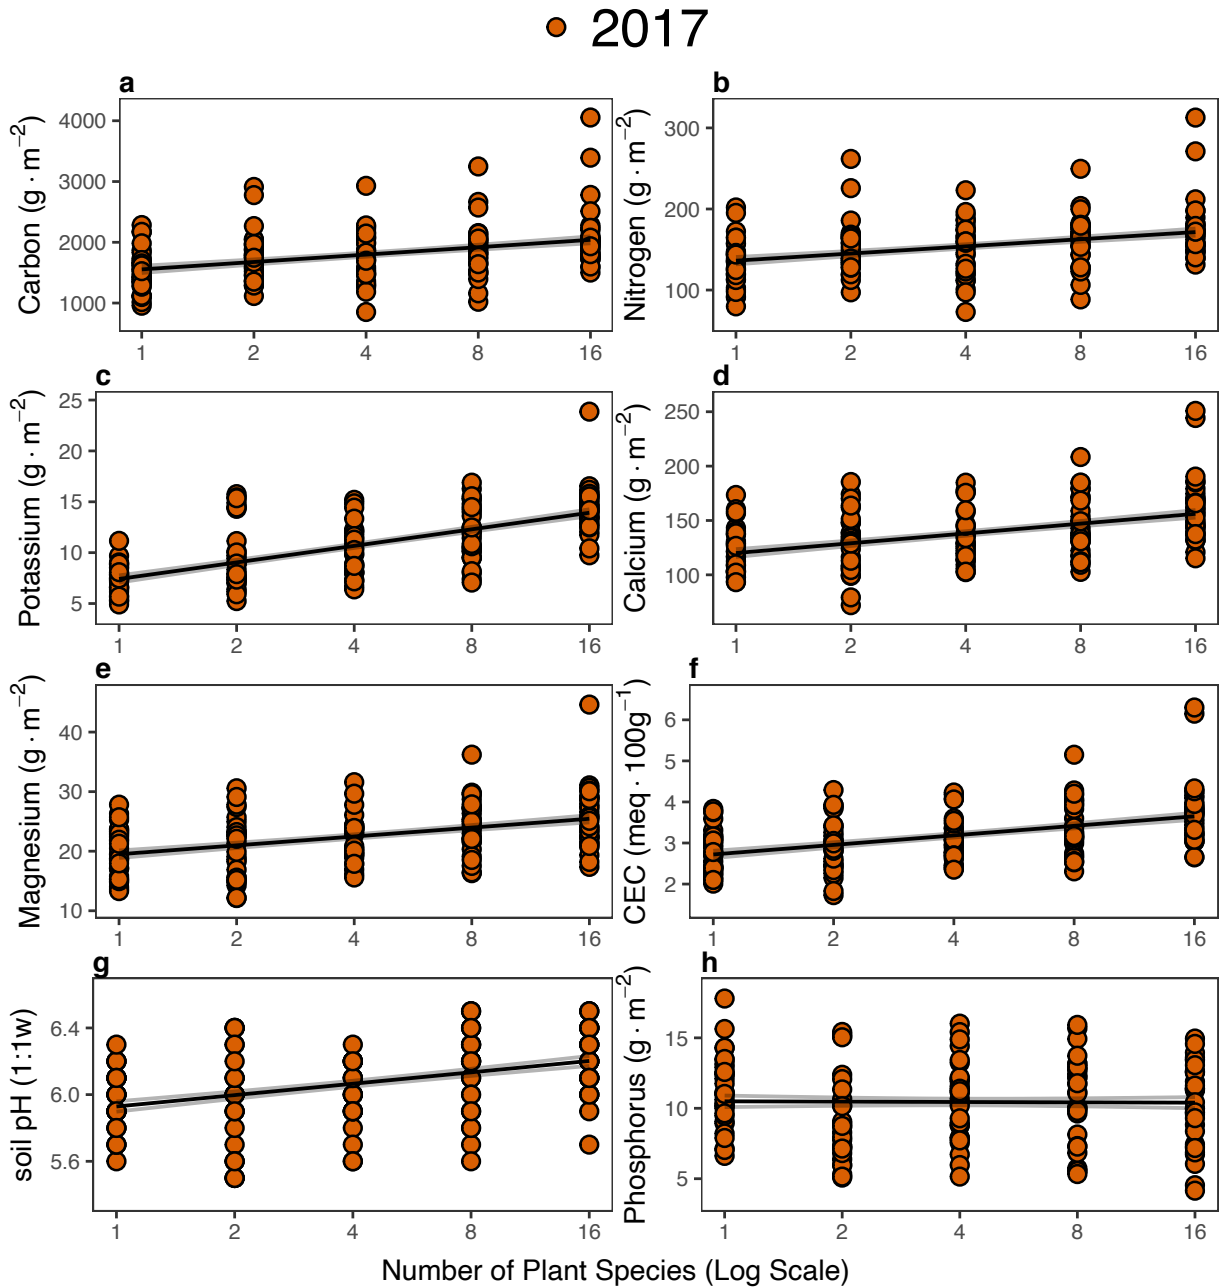 2017
a
b
Carbon (g · m⁻²)
4000
3000
2000
1000
1 2 4 8 16
Nitrogen (g · m⁻²)
300
200
100
1 2 4 8 16
c
d
Potassium (g · m⁻²)
25
20
15
10
5
1 2 4 8 16
Calcium (g · m⁻²)
250
200
150
100
1 2 4 8 16
e
f
Magnesium (g · m⁻²)
40
30
20
10
1 2 4 8 16
CEC (meq · 100g⁻¹)
6
5
4
3
2
1 2 4 8 16
g
h
soil pH (1:1w)
6.4
6.0
5.6
1 2 4 8 16
Phosphorus (g · m⁻²)
15
10
5
1 2 4 8 16
Number of Plant Species (Log Scale)